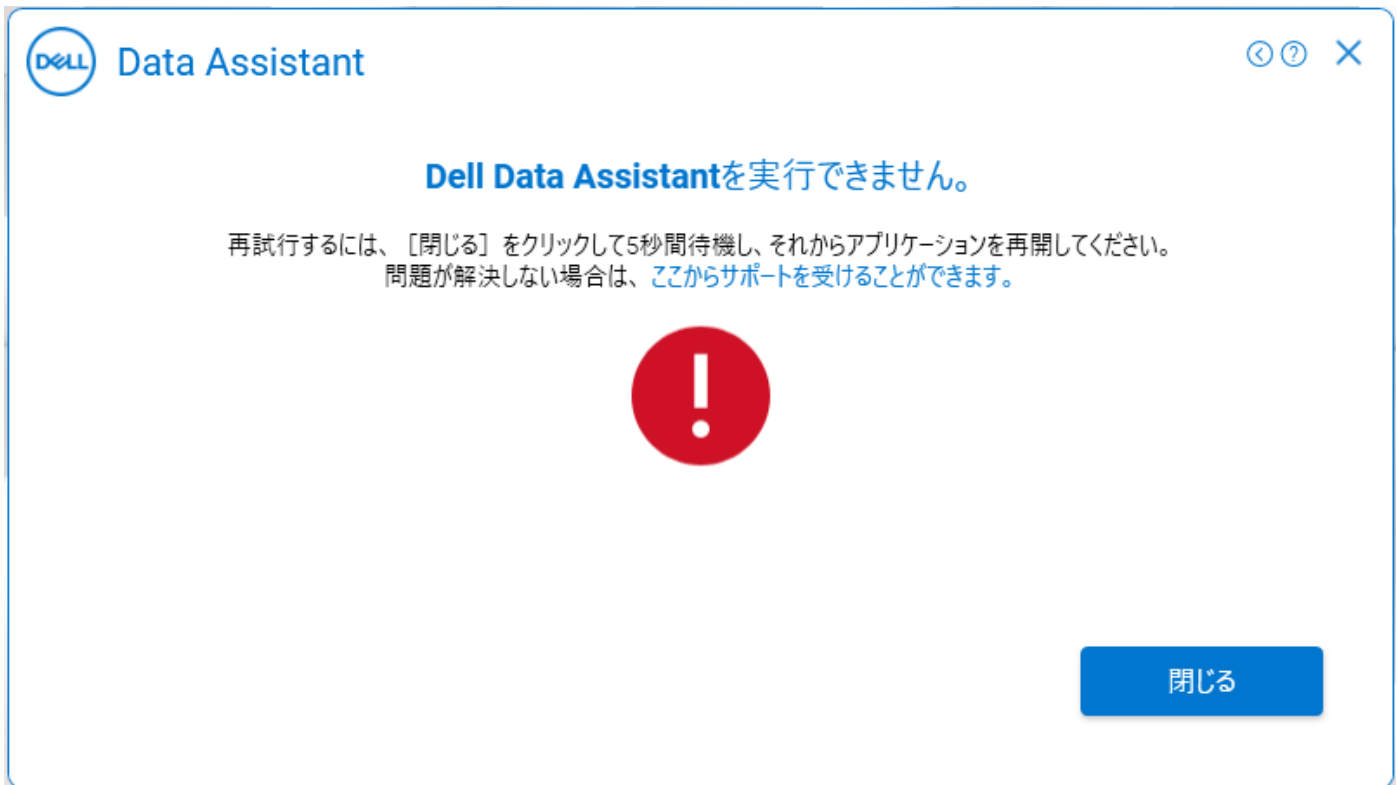 DELL
Data Assistant
Dell Data Assistantを実行できません。
再試行するには、［閉じる］をクリックして5秒間待機し、それからアプリケーションを再開してください。
問題が解決しない場合は、ここからサポートを受けることができます。
閉じる